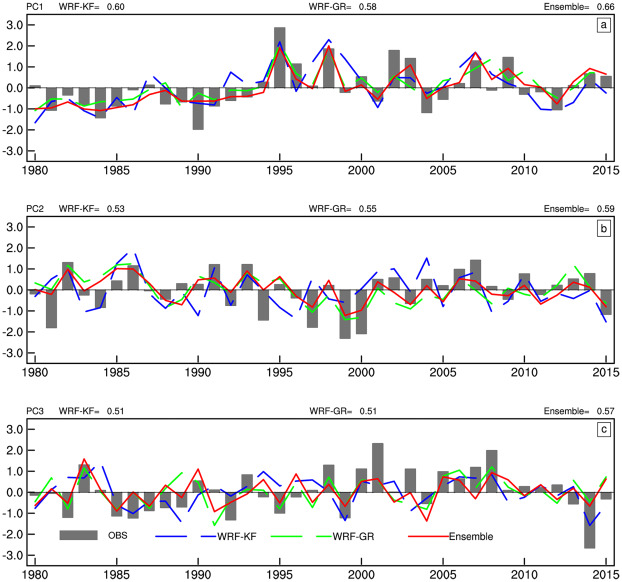 PC1 WRF-KF= 0.60 WRF-GR= 0.58 Ensemble= 0.66
a
3.0
2.0
1.0
0.0
-1.0
-2.0
-3.0
1980 1985 1990 1995 2000 2005 2010 2015
PC2 WRF-KF= 0.53 WRF-GR= 0.55 Ensemble= 0.59
b
3.0
2.0
1.0
0.0
-1.0
-2.0
-3.0
1980 1985 1990 1995 2000 2005 2010 2015
PC3 WRF-KF= 0.51 WRF-GR= 0.51 Ensemble= 0.57
c
3.0
2.0
1.0
0.0
-1.0
-2.0
-3.0
OBS WRF-KF WRF-GR Ensemble
1980 1985 1990 1995 2000 2005 2010 2015